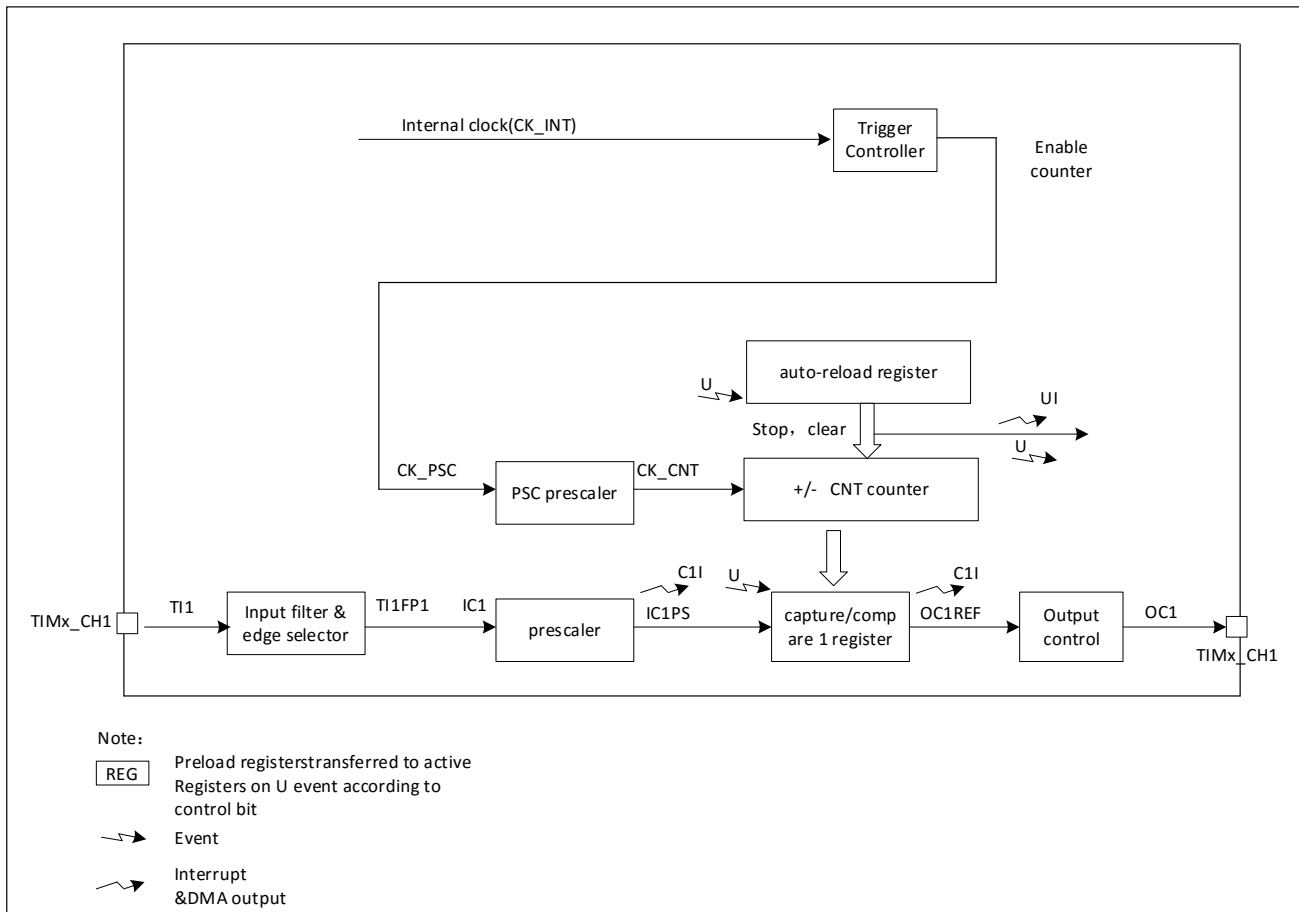 Internal clock(CK_INT)
Trigger
Controller
Enable
counter
auto-reload register
U
UI
Stop，clear
U
CK_PSC
CK_CNT
PSC prescaler
+/- CNT counter
C1I
U
C1I
TI1
TI1FP1
IC1
IC1PS
OC1REF
OC1
TIMx_CH1
Input filter &
edge selector
prescaler
capture/comp
are 1 register
Output
control
TIMx_CH1
Note：
REG
Preload registerstransferred to active
Registers on U event according to
control bit
Event
Interrupt
&DMA output